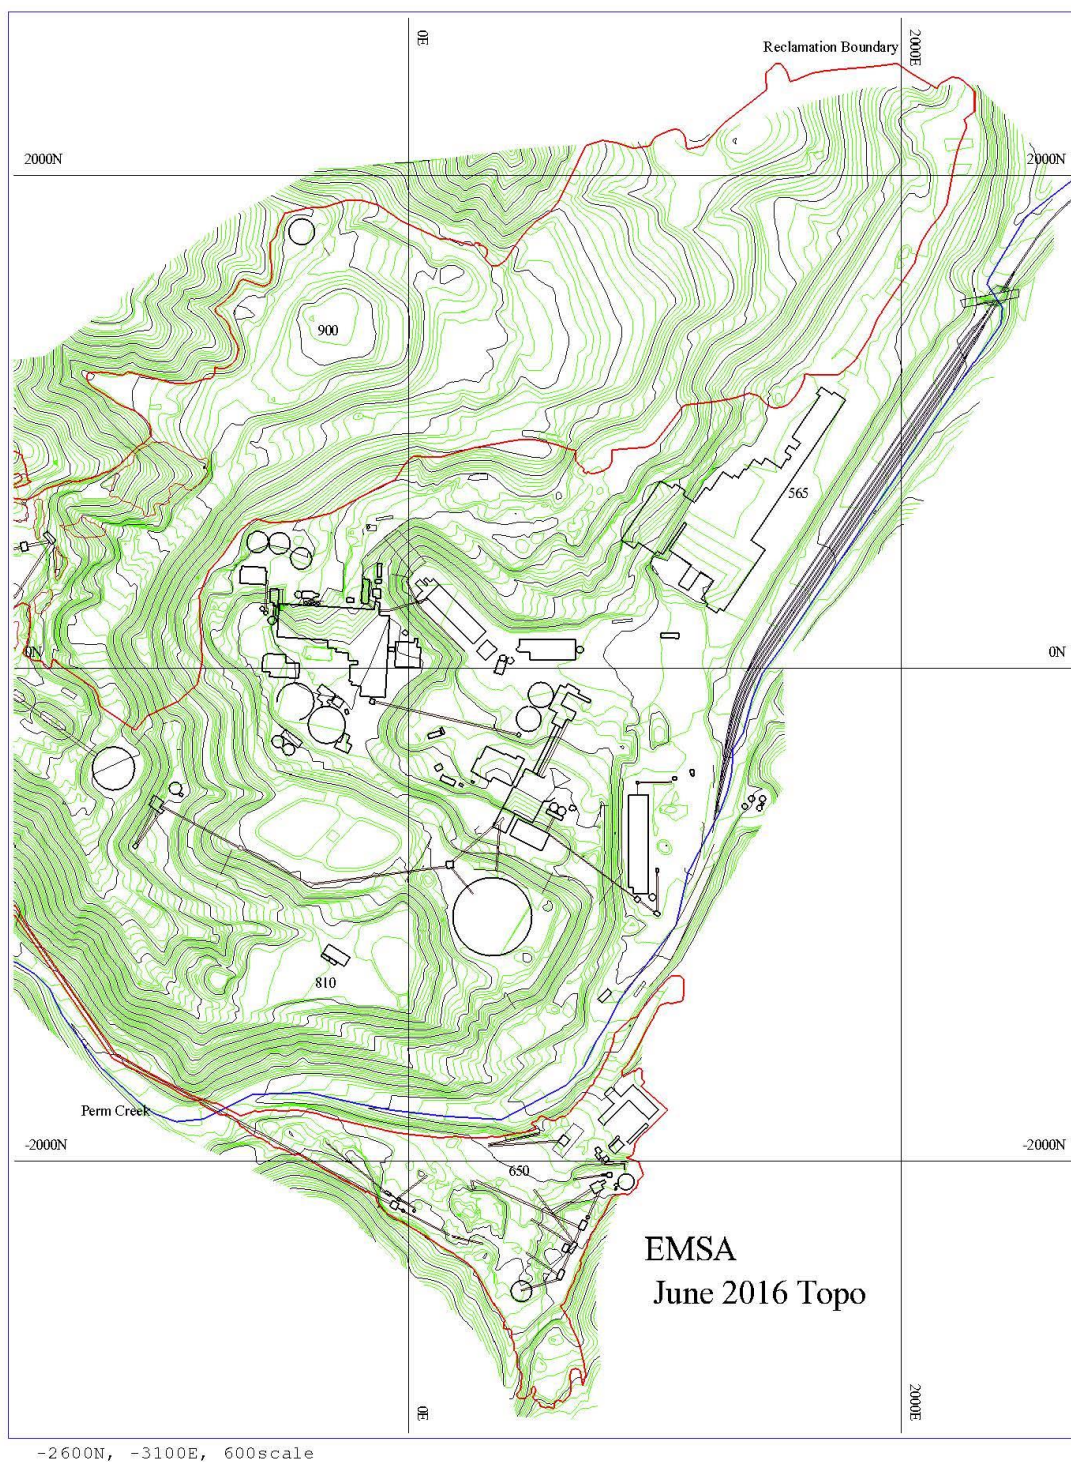 0E
2000E
Reclamation Boundary
2000N
2000N
900
565
0N
0N
810
Perm Creek
-2000N
-2000N
650
EMSA
June 2016 Topo
0E
2000E
-2600N, -3100E, 600scale